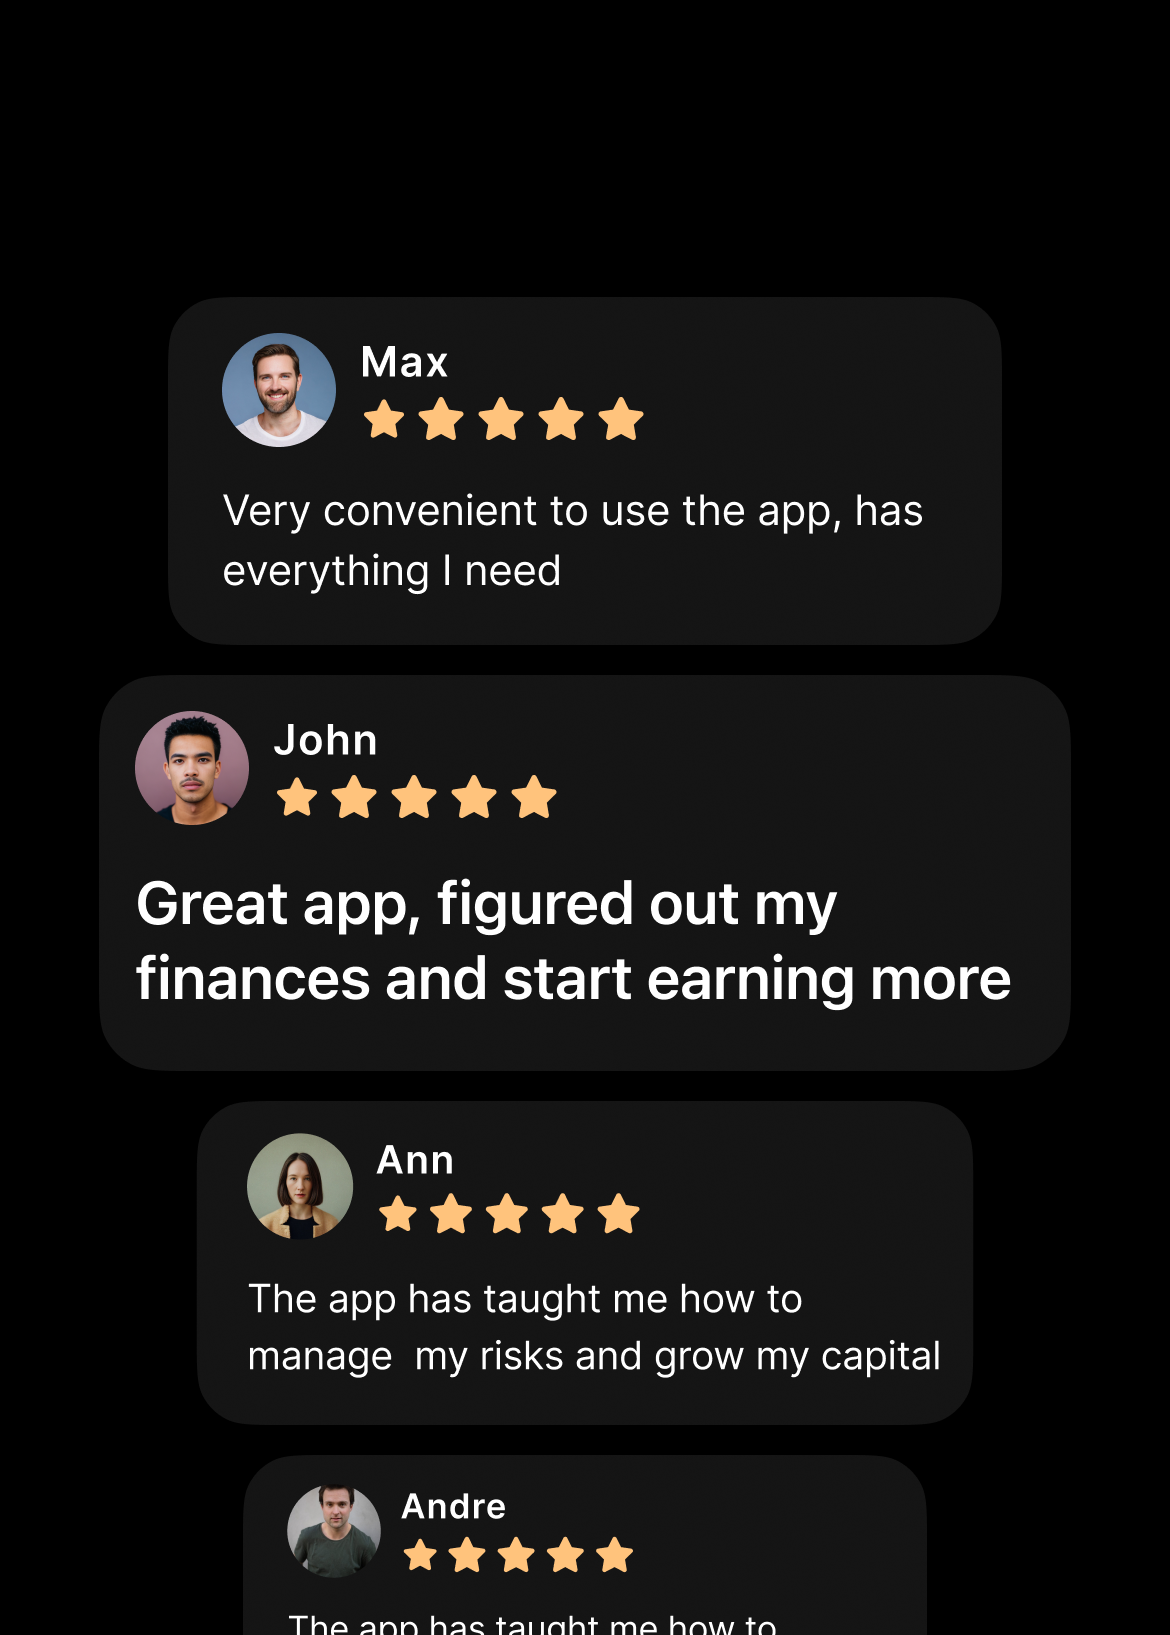 Max
Very convenient to use the app, has
everything I need
John
Great app, figured out my
finances and start earning more
Ann
The app has taught me how to
manage  my risks and grow my capital
Andre
The app has taught me how to